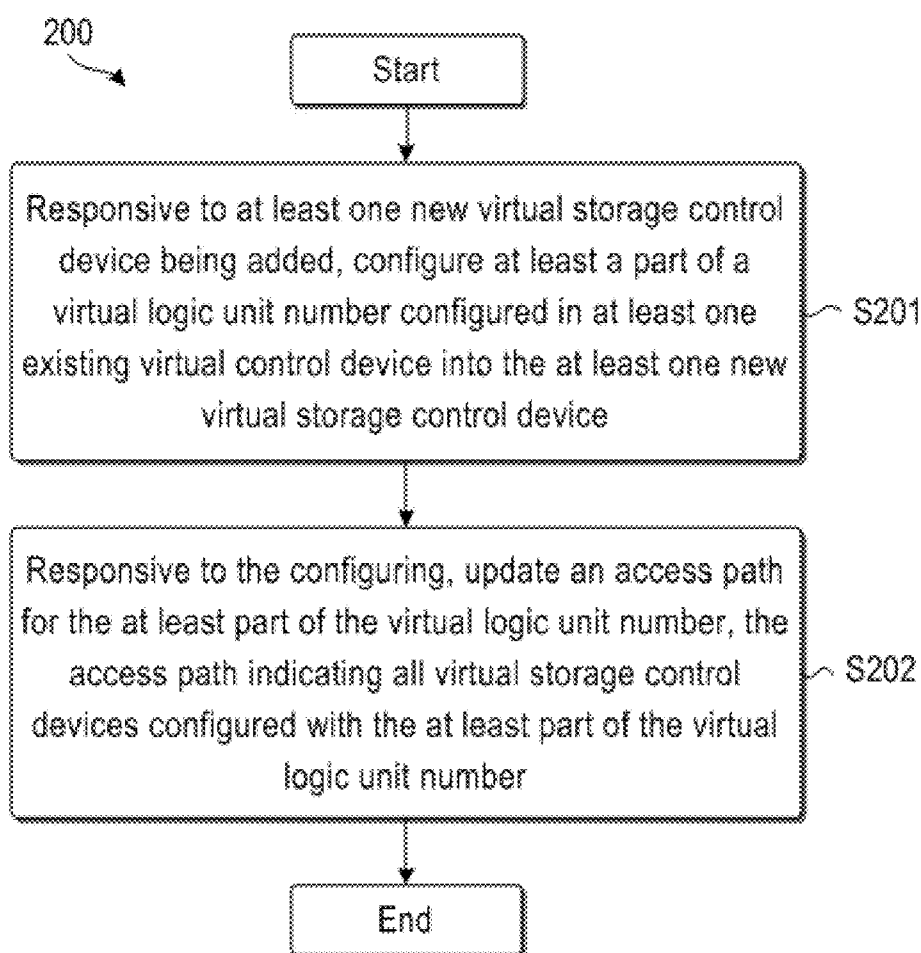 200
Start
Responsive to at least one new virtual storage control
device being added, configure at least a part of a
virtual logic unit number configured in at least one
existing virtual control device into the at least one new
virtual storage control device
S201
Responsive to the configuring, update an access path
for the at least part of the virtual logic unit number, the
access path indicating all virtual storage control
devices configured with the at least part of the virtual
logic unit number
S202
End